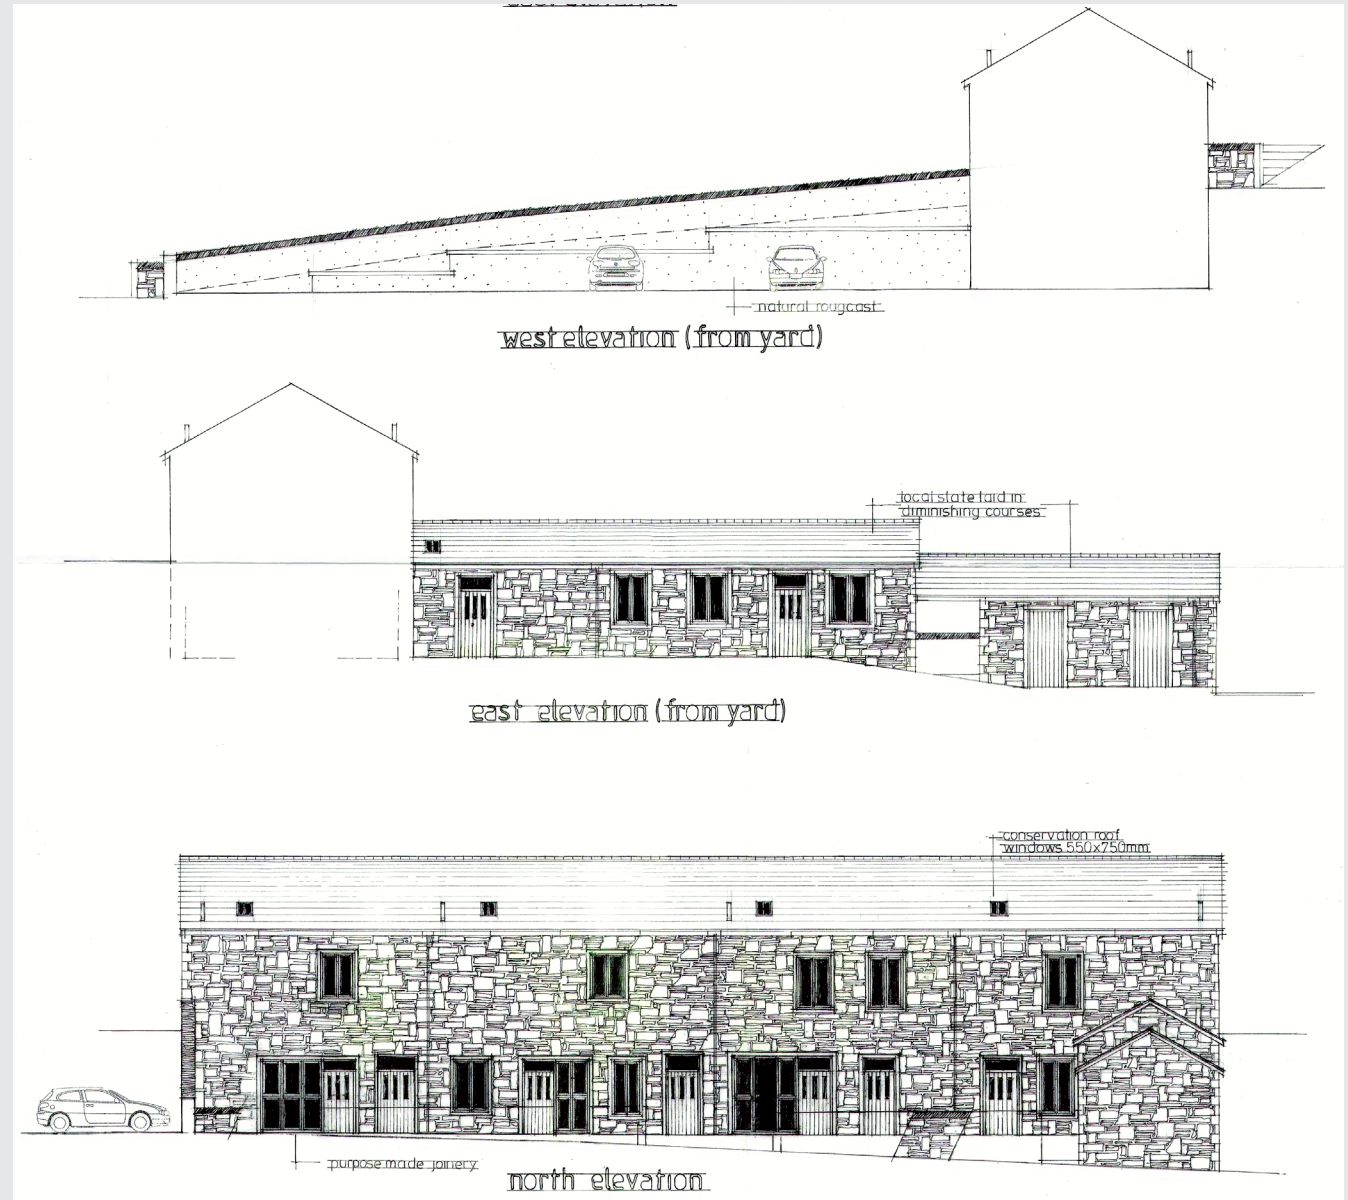 natural rougcast
west elevation (from yard)
local slate laid in
diminishing courses
east elevation (from yard)
conservation roof
windows 550x750mm
purpose made joinery
north elevation